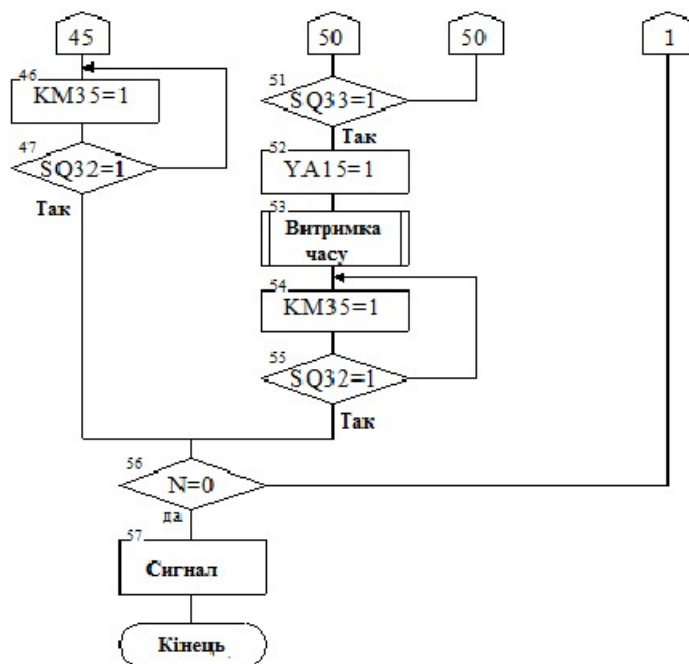 45
50
50
1
46
KM35=1
51
SQ33=1
Так
47
SQ32=1
Так
52
YA15=1
53
Витримка
часу
54
KM35=1
55
SQ32=1
Так
56
N=0
да
57
Сигнал
Кінець